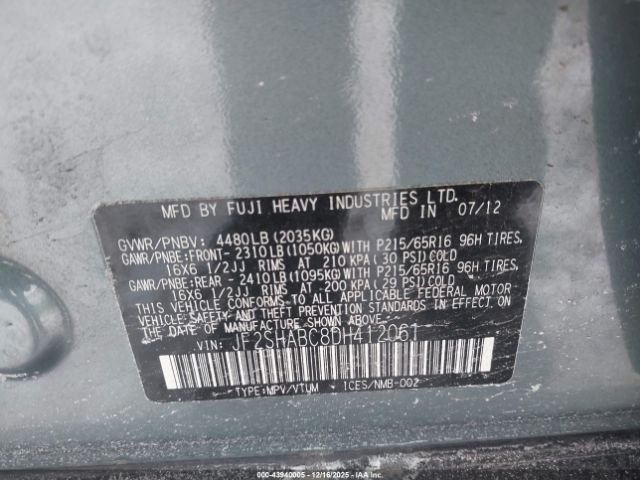 MFD BY FUJI HEAVY INDUSTRIES LTD.
MFD IN 07/12
GVWR/PNBV: 4480LB(2035KG)
GAWR/PNBE:FRONT- 2310LB(1050KG)WITH P215/65R16 96H TIRES,
16X6 1/2JJ RIMS AT 210 KPA(30 PSI)COLD
GAWR/PNBE:REAR - 2410LB(1095KG)WITH P215/65R16 96H TIRES,
16X6 1/2JJ RIMS AT 200 KPA(29 PSI)COLD
THIS VEHICLE CONFORMS TO ALL APPLICABLE FEDERAL MOTOR
VEHICLE SAFETY AND THEFT PREVENTION STANDARDS IN EFFECT ON
THE DATE OF MANUFACTURE SHOWN ABOVE.
VIN: JF2SHABC8DH412061
TYPE:MPV/VTUM ICES/NMB-002
000-43940005 - 12/16/2025 - © IAA Inc.